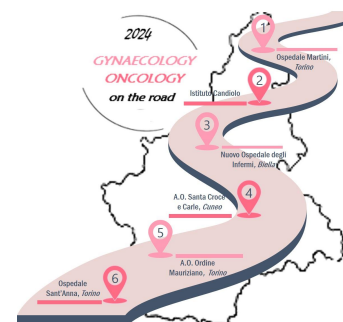 2024
GYNAECOLOGY
ONCOLOGY
on the road
1
Ospedale Martini,
Torino
2
Istituto Candiolo
3
Nuovo Ospedale degli
Infermi, Biella
4
A.O. Santa Croce
e Carle, Cuneo
5
A.O. Ordine
Mauriziano, Torino
6
Ospedale
Sant'Anna, Torino